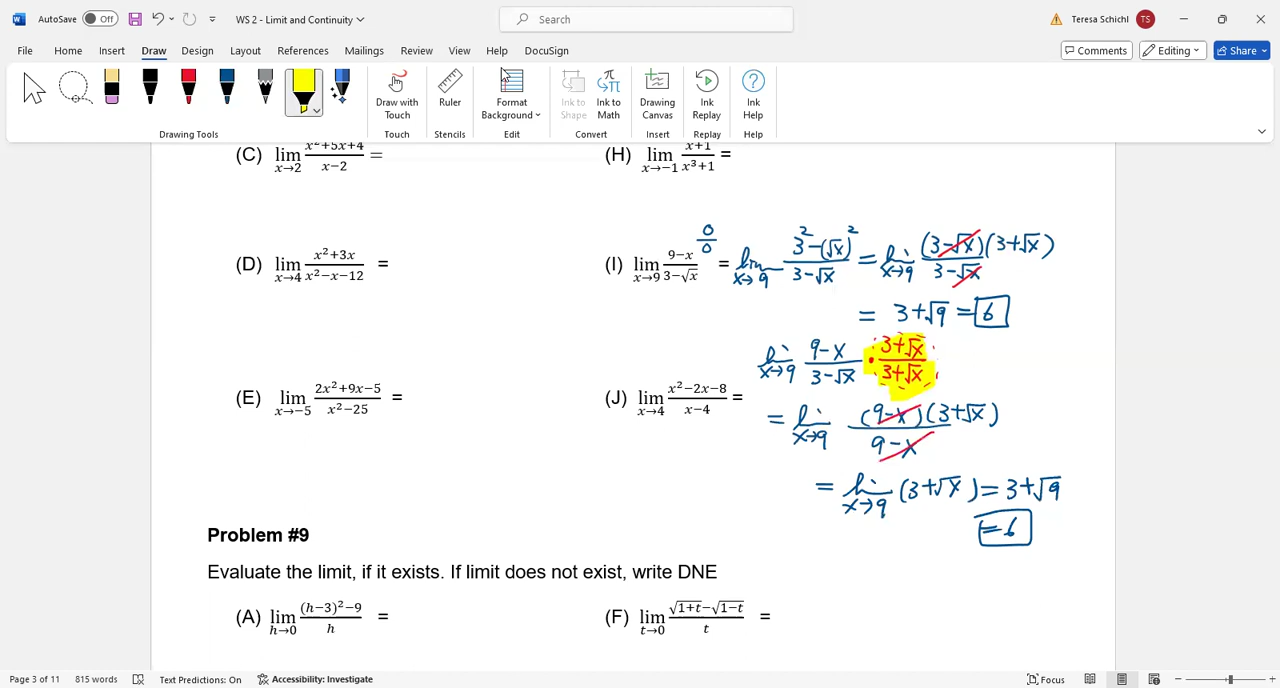 AutoSave Off WS 2 - Limit and Continuity Search Teresa Schichl TS
File Home Insert Draw Design Layout References Mailings Review View Help DocuSign Comments Editing Share
Draw with Touch Ruler Format Background Ink to Shape Ink to Math Drawing Canvas Ink Replay Ink Help
Drawing Tools Touch Stencils Edit Convert Insert Replay Help
(C) lim x→2 x²+5x+4 / x−2 =
(H) lim x→−1 x+1 / x³+1 =
(D) lim x→4 x²+3x / x²−x−12 =
(I) lim x→9 9−x / 3−√x 0/0 = lim x→9 3²−(√x)² / 3−√x = lim x→9 (3−√x)(3+√x) / 3−√x
= 3+√9 = 6
lim x→9 9−x / 3−√x · 3+√x / 3+√x
(E) lim x→−5 2x²+9x−5 / x²−25 =
(J) lim x→4 x²−2x−8 / x−4 =
= lim x→9 (9−x)(3+√x) / 9−x
= lim x→9 (3+√x) = 3+√9
= 6
Problem #9
Evaluate the limit, if it exists. If limit does not exist, write DNE
(A) lim h→0 (h−3)²−9 / h =
(F) lim t→0 √1+t−√1−t / t =
Page 3 of 11 815 words Text Predictions: On Accessibility: Investigate Focus